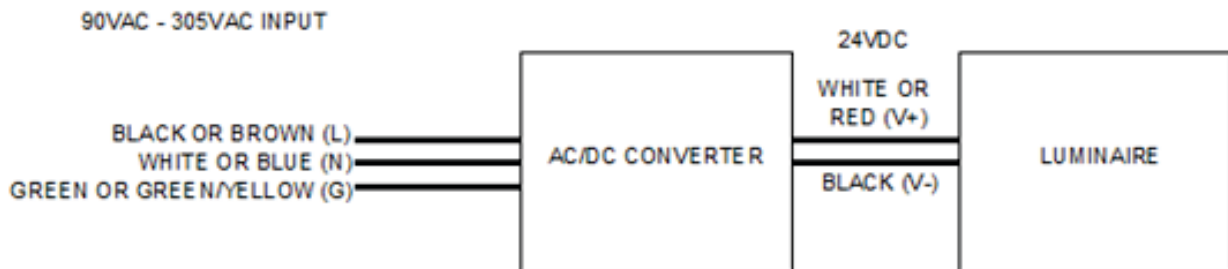 90VAC - 305VAC INPUT
24VDC
WHITE OR
RED (V+)
BLACK OR BROWN (L)
WHITE OR BLUE (N)
GREEN OR GREEN/YELLOW (G)
AC/DC CONVERTER
BLACK (V-)
LUMINAIRE